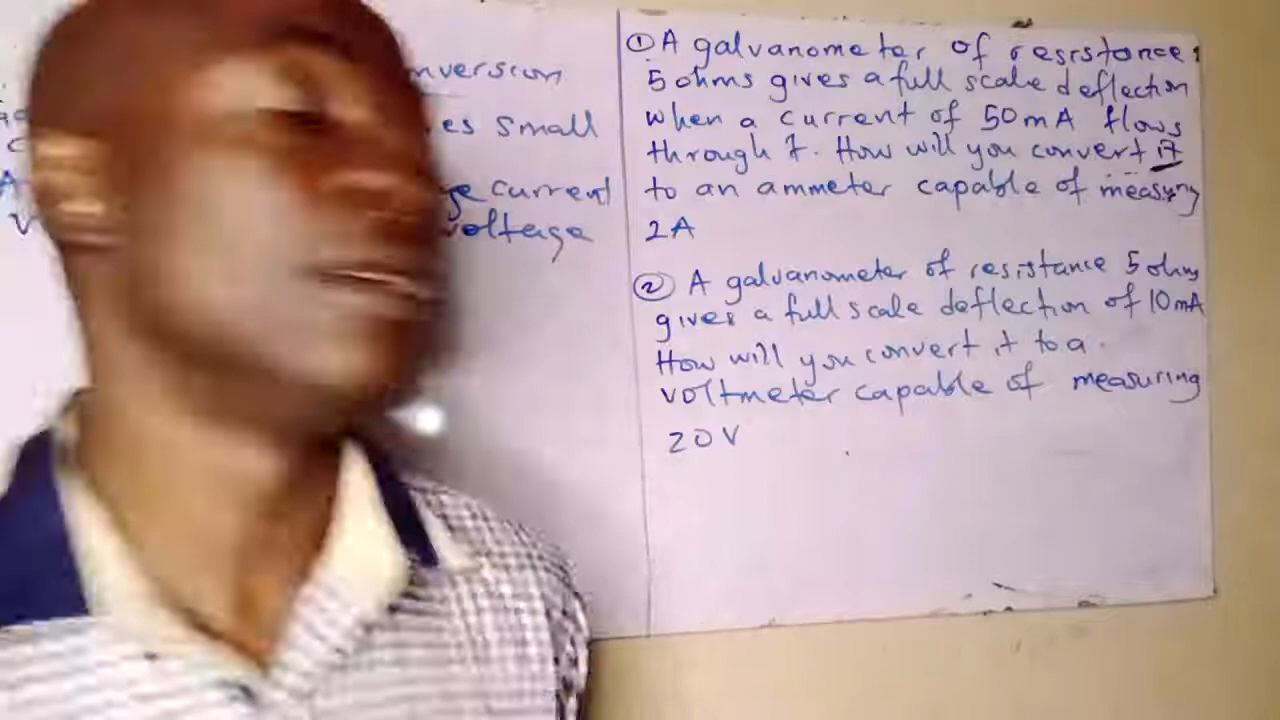 nversion
es small
ge current
voltage
① A galvanometer of resistance
5 ohms gives a full scale deflection
when a current of 50mA flows
through it. How will you convert it
to an ammeter capable of measuring
2A
② A galvanometer of resistance 5 ohms
gives a full scale deflection of 10mA
How will you convert it to a
voltmeter capable of measuring
20V